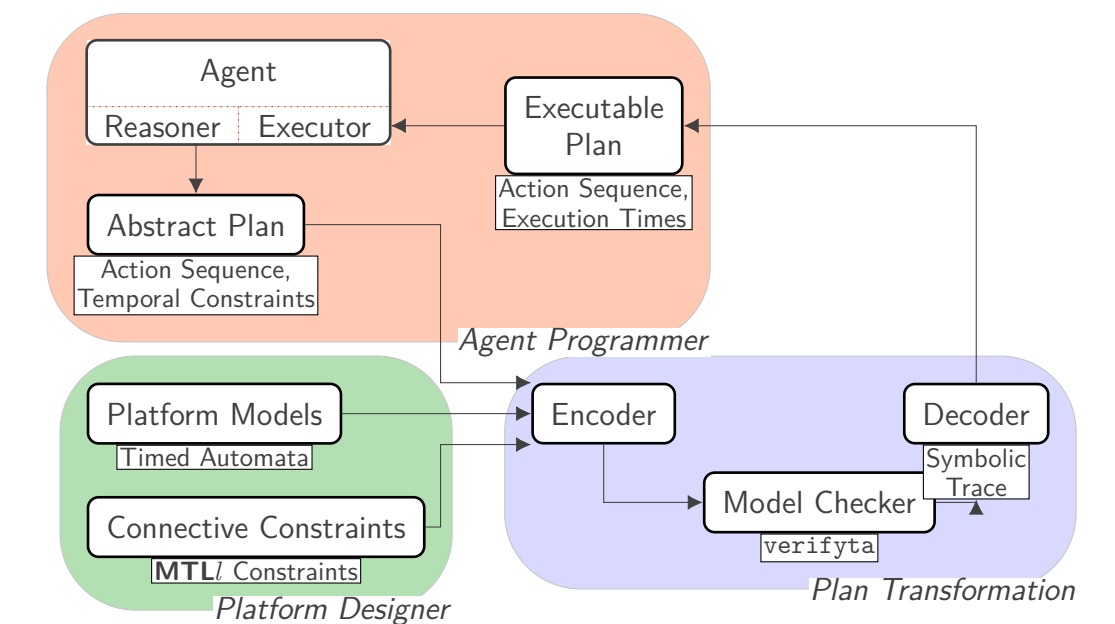 Agent
Reasoner Executor
Executable
Plan
Action Sequence,
Execution Times
Abstract Plan
Action Sequence,
Temporal Constraints
Agent Programmer
Platform Models
Timed Automata
Connective Constraints
MTLl Constraints
Platform Designer
Encoder
Decoder
Symbolic
Trace
Model Checker
verifyta
Plan Transformation